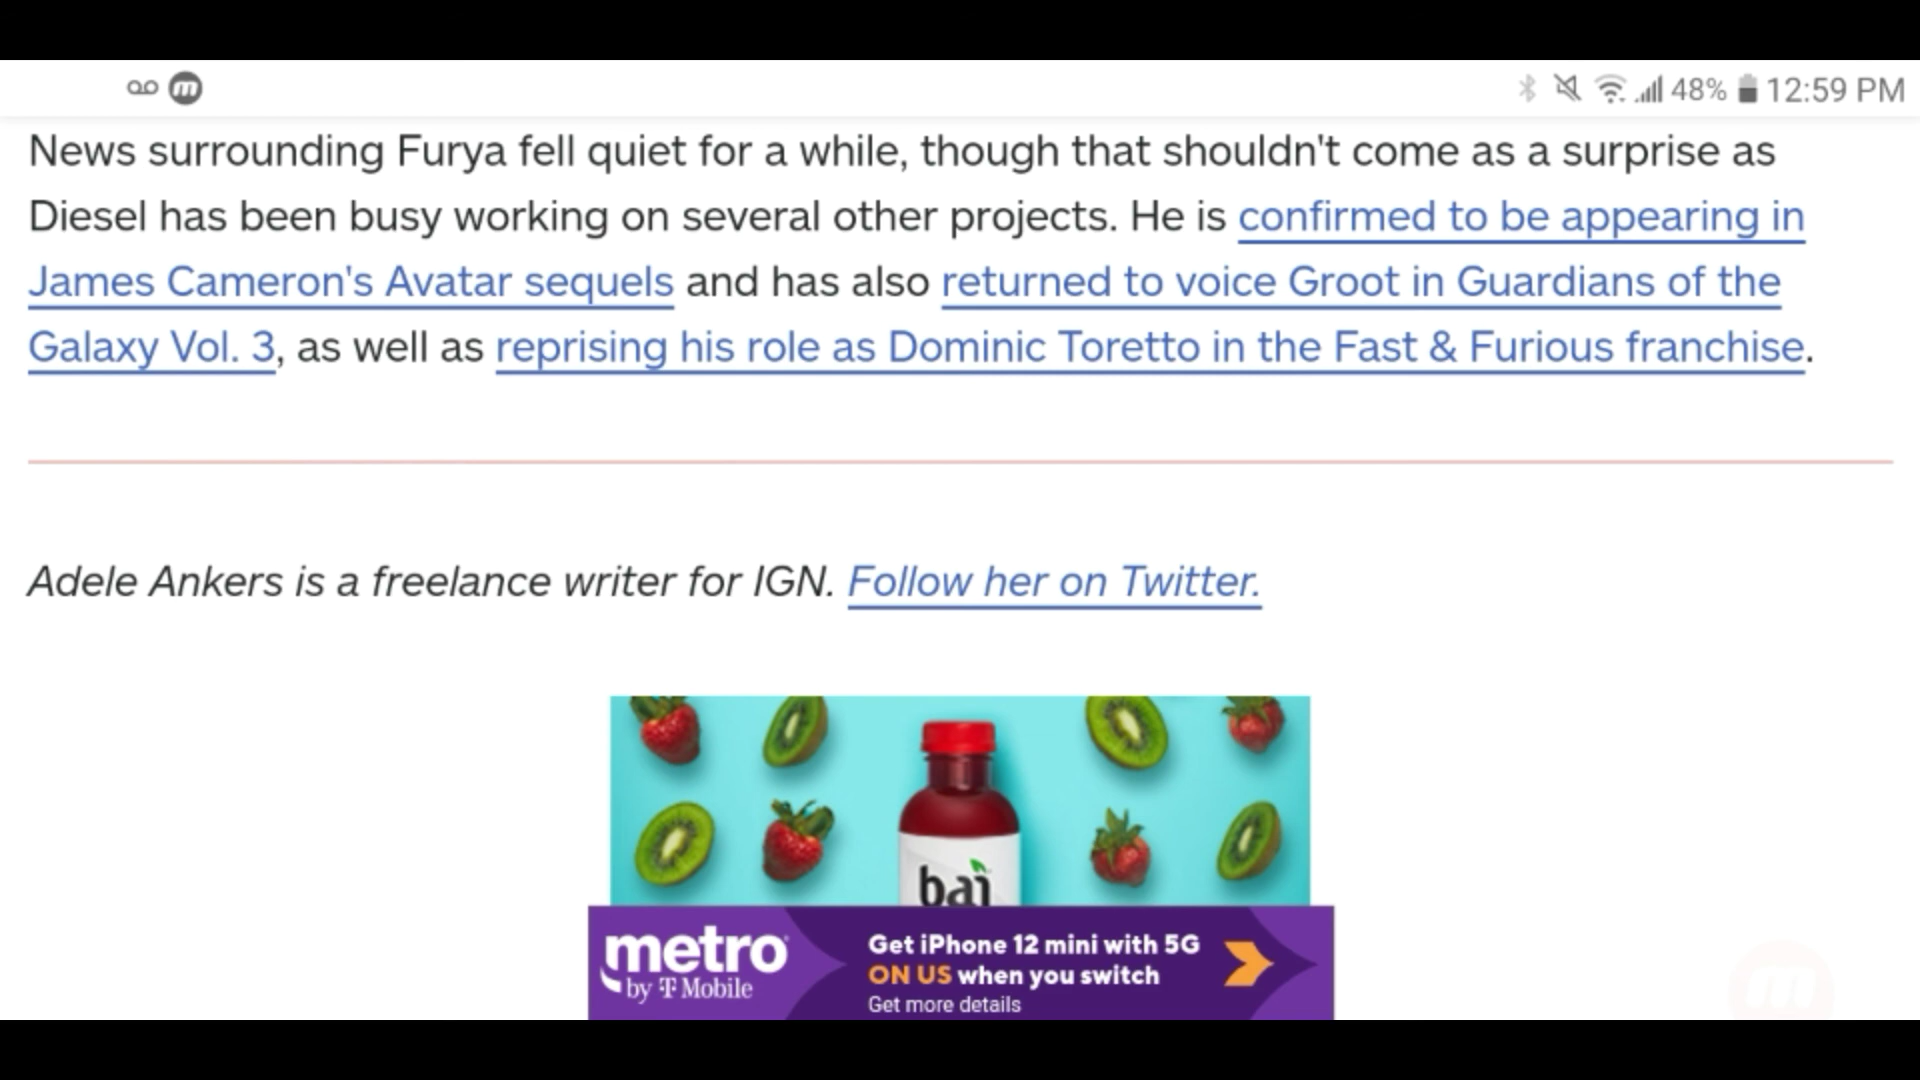 48% 12:59 PM
News surrounding Furya fell quiet for a while, though that shouldn't come as a surprise as
Diesel has been busy working on several other projects. He is confirmed to be appearing in
James Cameron's Avatar sequels and has also returned to voice Groot in Guardians of the
Galaxy Vol. 3, as well as reprising his role as Dominic Toretto in the Fast & Furious franchise.
Adele Ankers is a freelance writer for IGN. Follow her on Twitter.
bai
metro
by T Mobile
Get iPhone 12 mini with 5G
ON US when you switch
Get more details